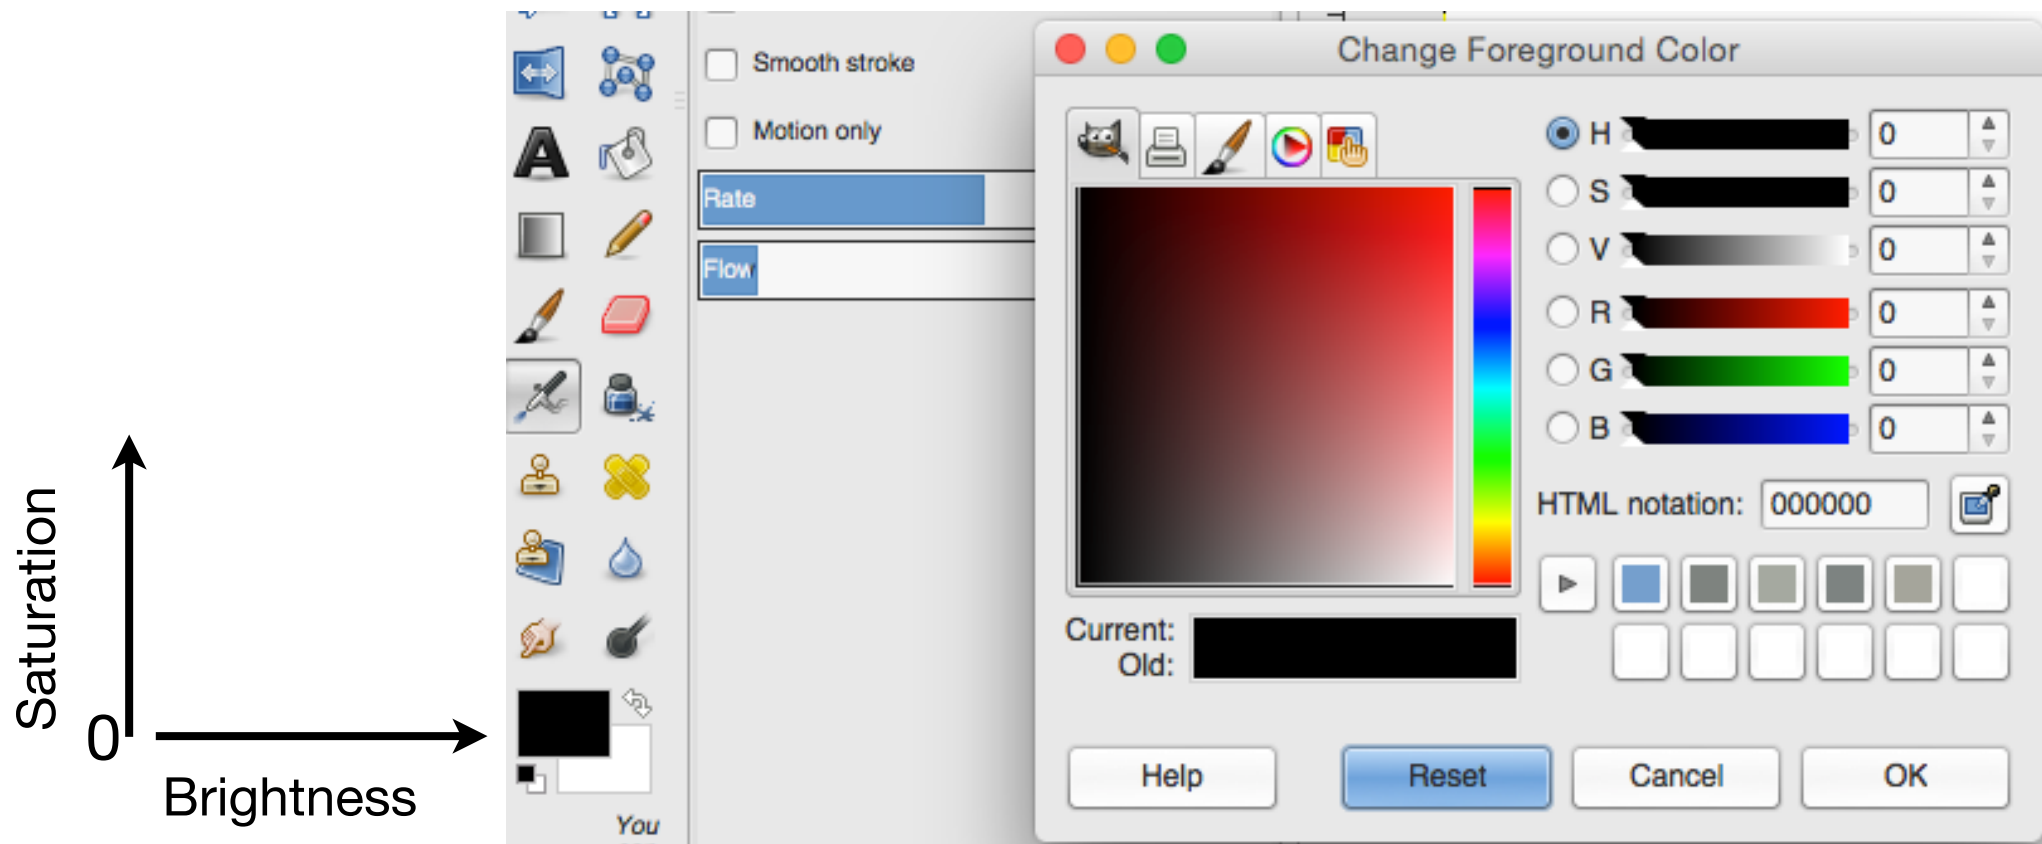 Saturation
0
Brightness
Smooth stroke
Motion only
Rate
Flow
You
Change Foreground Color
H 0
S 0
V 0
R 0
G 0
B 0
HTML notation: 000000
Current:
Old:
Help Reset Cancel OK